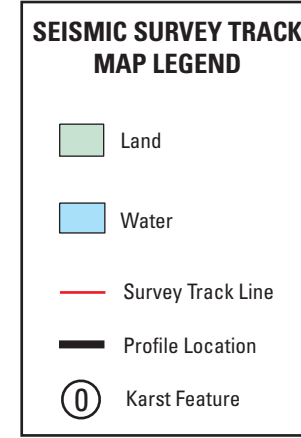 SEISMIC SURVEY TRACK
MAP LEGEND
Land
Water
Survey Track Line
Profile Location
0 Karst Feature